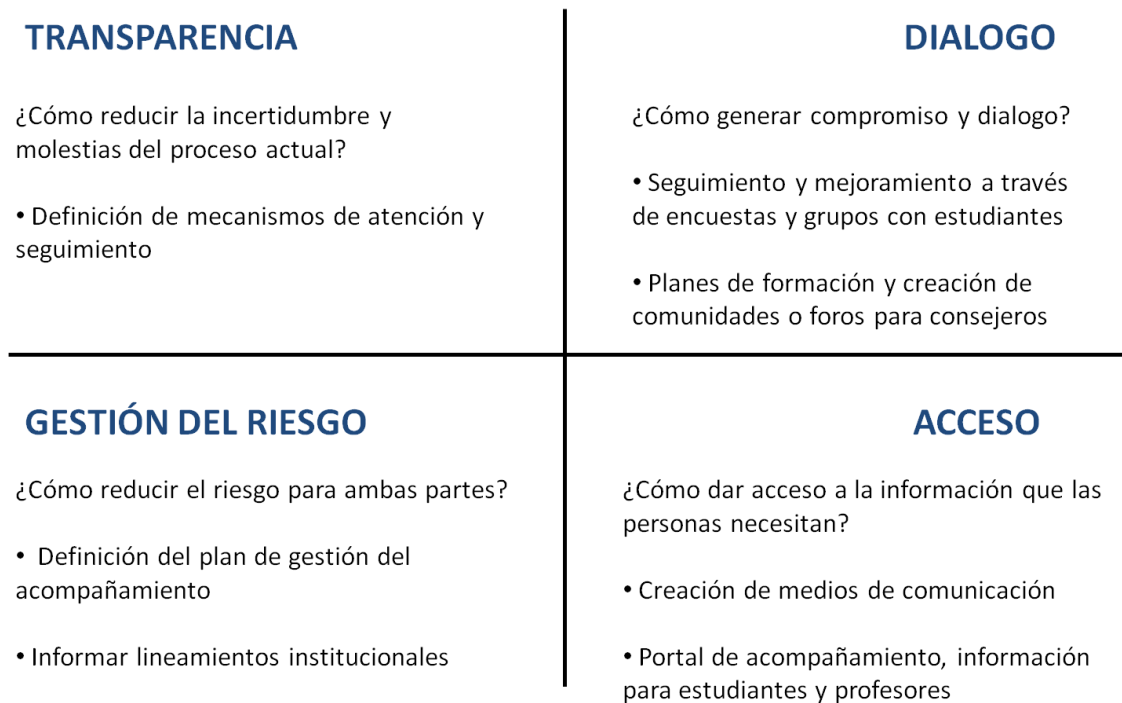 TRANSPARENCIA
¿Cómo reducir la incertidumbre y
molestias del proceso actual?
• Definición de mecanismos de atención y
seguimiento
DIALOGO
¿Cómo generar compromiso y dialogo?
• Seguimiento y mejoramiento a través
de encuestas y grupos con estudiantes
• Planes de formación y creación de
comunidades o foros para consejeros
GESTIÓN DEL RIESGO
¿Cómo reducir el riesgo para ambas partes?
• Definición del plan de gestión del
acompañamiento
• Informar lineamientos institucionales
ACCESO
¿Cómo dar acceso a la información que las
personas necesitan?
• Creación de medios de comunicación
• Portal de acompañamiento, información
para estudiantes y profesores